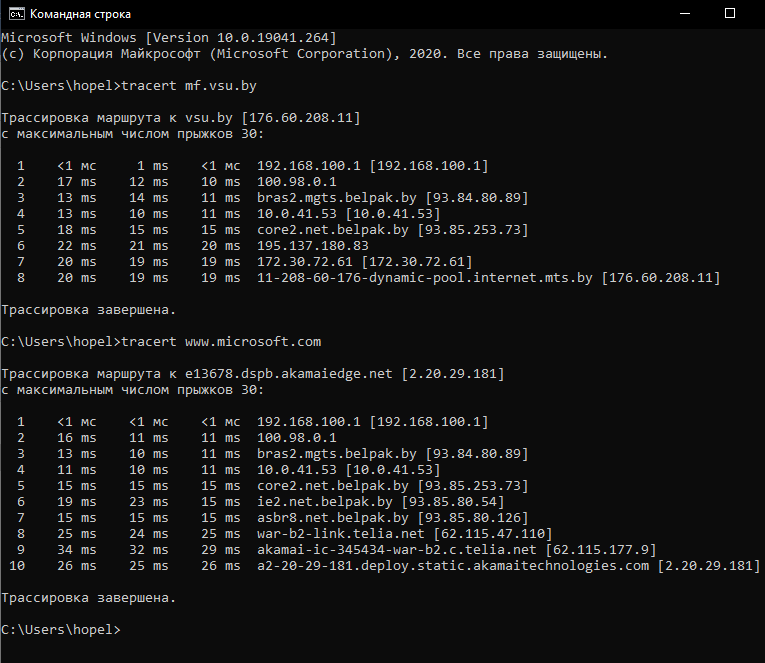 Командная строка
Microsoft Windows [Version 10.0.19041.264]
(c) Корпорация Майкрософт (Microsoft Corporation), 2020. Все права защищены.
C:\Users\hopel>tracert mf.vsu.by
Трассировка маршрута к vsu.by [176.60.208.11]
с максимальным числом прыжков 30:
1 <1 мс 1 ms <1 мс 192.168.100.1 [192.168.100.1]
2 17 ms 12 ms 10 ms 100.98.0.1
3 13 ms 14 ms 11 ms bras2.mgts.belpak.by [93.84.80.89]
4 13 ms 10 ms 11 ms 10.0.41.53 [10.0.41.53]
5 18 ms 15 ms 15 ms core2.net.belpak.by [93.85.253.73]
6 22 ms 21 ms 20 ms 195.137.180.83
7 20 ms 19 ms 19 ms 172.30.72.61 [172.30.72.61]
8 20 ms 19 ms 19 ms 11-208-60-176-dynamic-pool.internet.mts.by [176.60.208.11]
Трассировка завершена.
C:\Users\hopel>tracert www.microsoft.com
Трассировка маршрута к e13678.dspb.akamaiedge.net [2.20.29.181]
с максимальным числом прыжков 30:
1 <1 мс <1 мс <1 мс 192.168.100.1 [192.168.100.1]
2 16 ms 11 ms 11 ms 100.98.0.1
3 13 ms 10 ms 11 ms bras2.mgts.belpak.by [93.84.80.89]
4 11 ms 10 ms 11 ms 10.0.41.53 [10.0.41.53]
5 15 ms 15 ms 15 ms core2.net.belpak.by [93.85.253.73]
6 19 ms 23 ms 15 ms ie2.net.belpak.by [93.85.80.54]
7 15 ms 15 ms 15 ms asbr8.net.belpak.by [93.85.80.126]
8 25 ms 24 ms 25 ms war-b2-link.telia.net [62.115.47.110]
9 34 ms 32 ms 29 ms akamai-ic-345434-war-b2.c.telia.net [62.115.177.9]
10 26 ms 25 ms 26 ms a2-20-29-181.deploy.static.akamaitechnologies.com [2.20.29.181]
Трассировка завершена.
C:\Users\hopel>